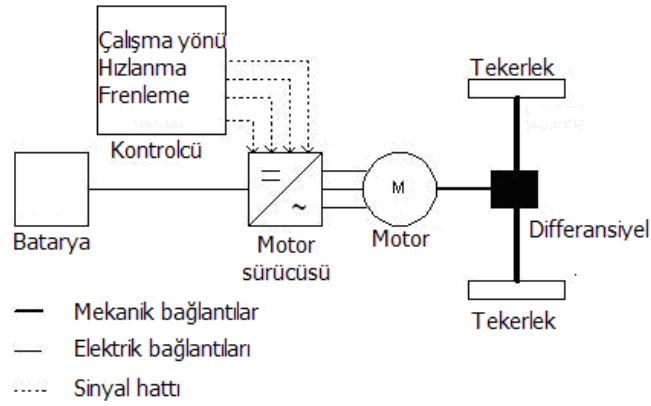 Çalışma yönü
Hızlanma
Frenleme
Kontrolcü
Tekerlek
=
~
M
Batarya
Motor
sürücüsü
Motor
Differansiyel
Tekerlek
Mekanik bağlantılar
Elektrik bağlantıları
Sinyal hattı